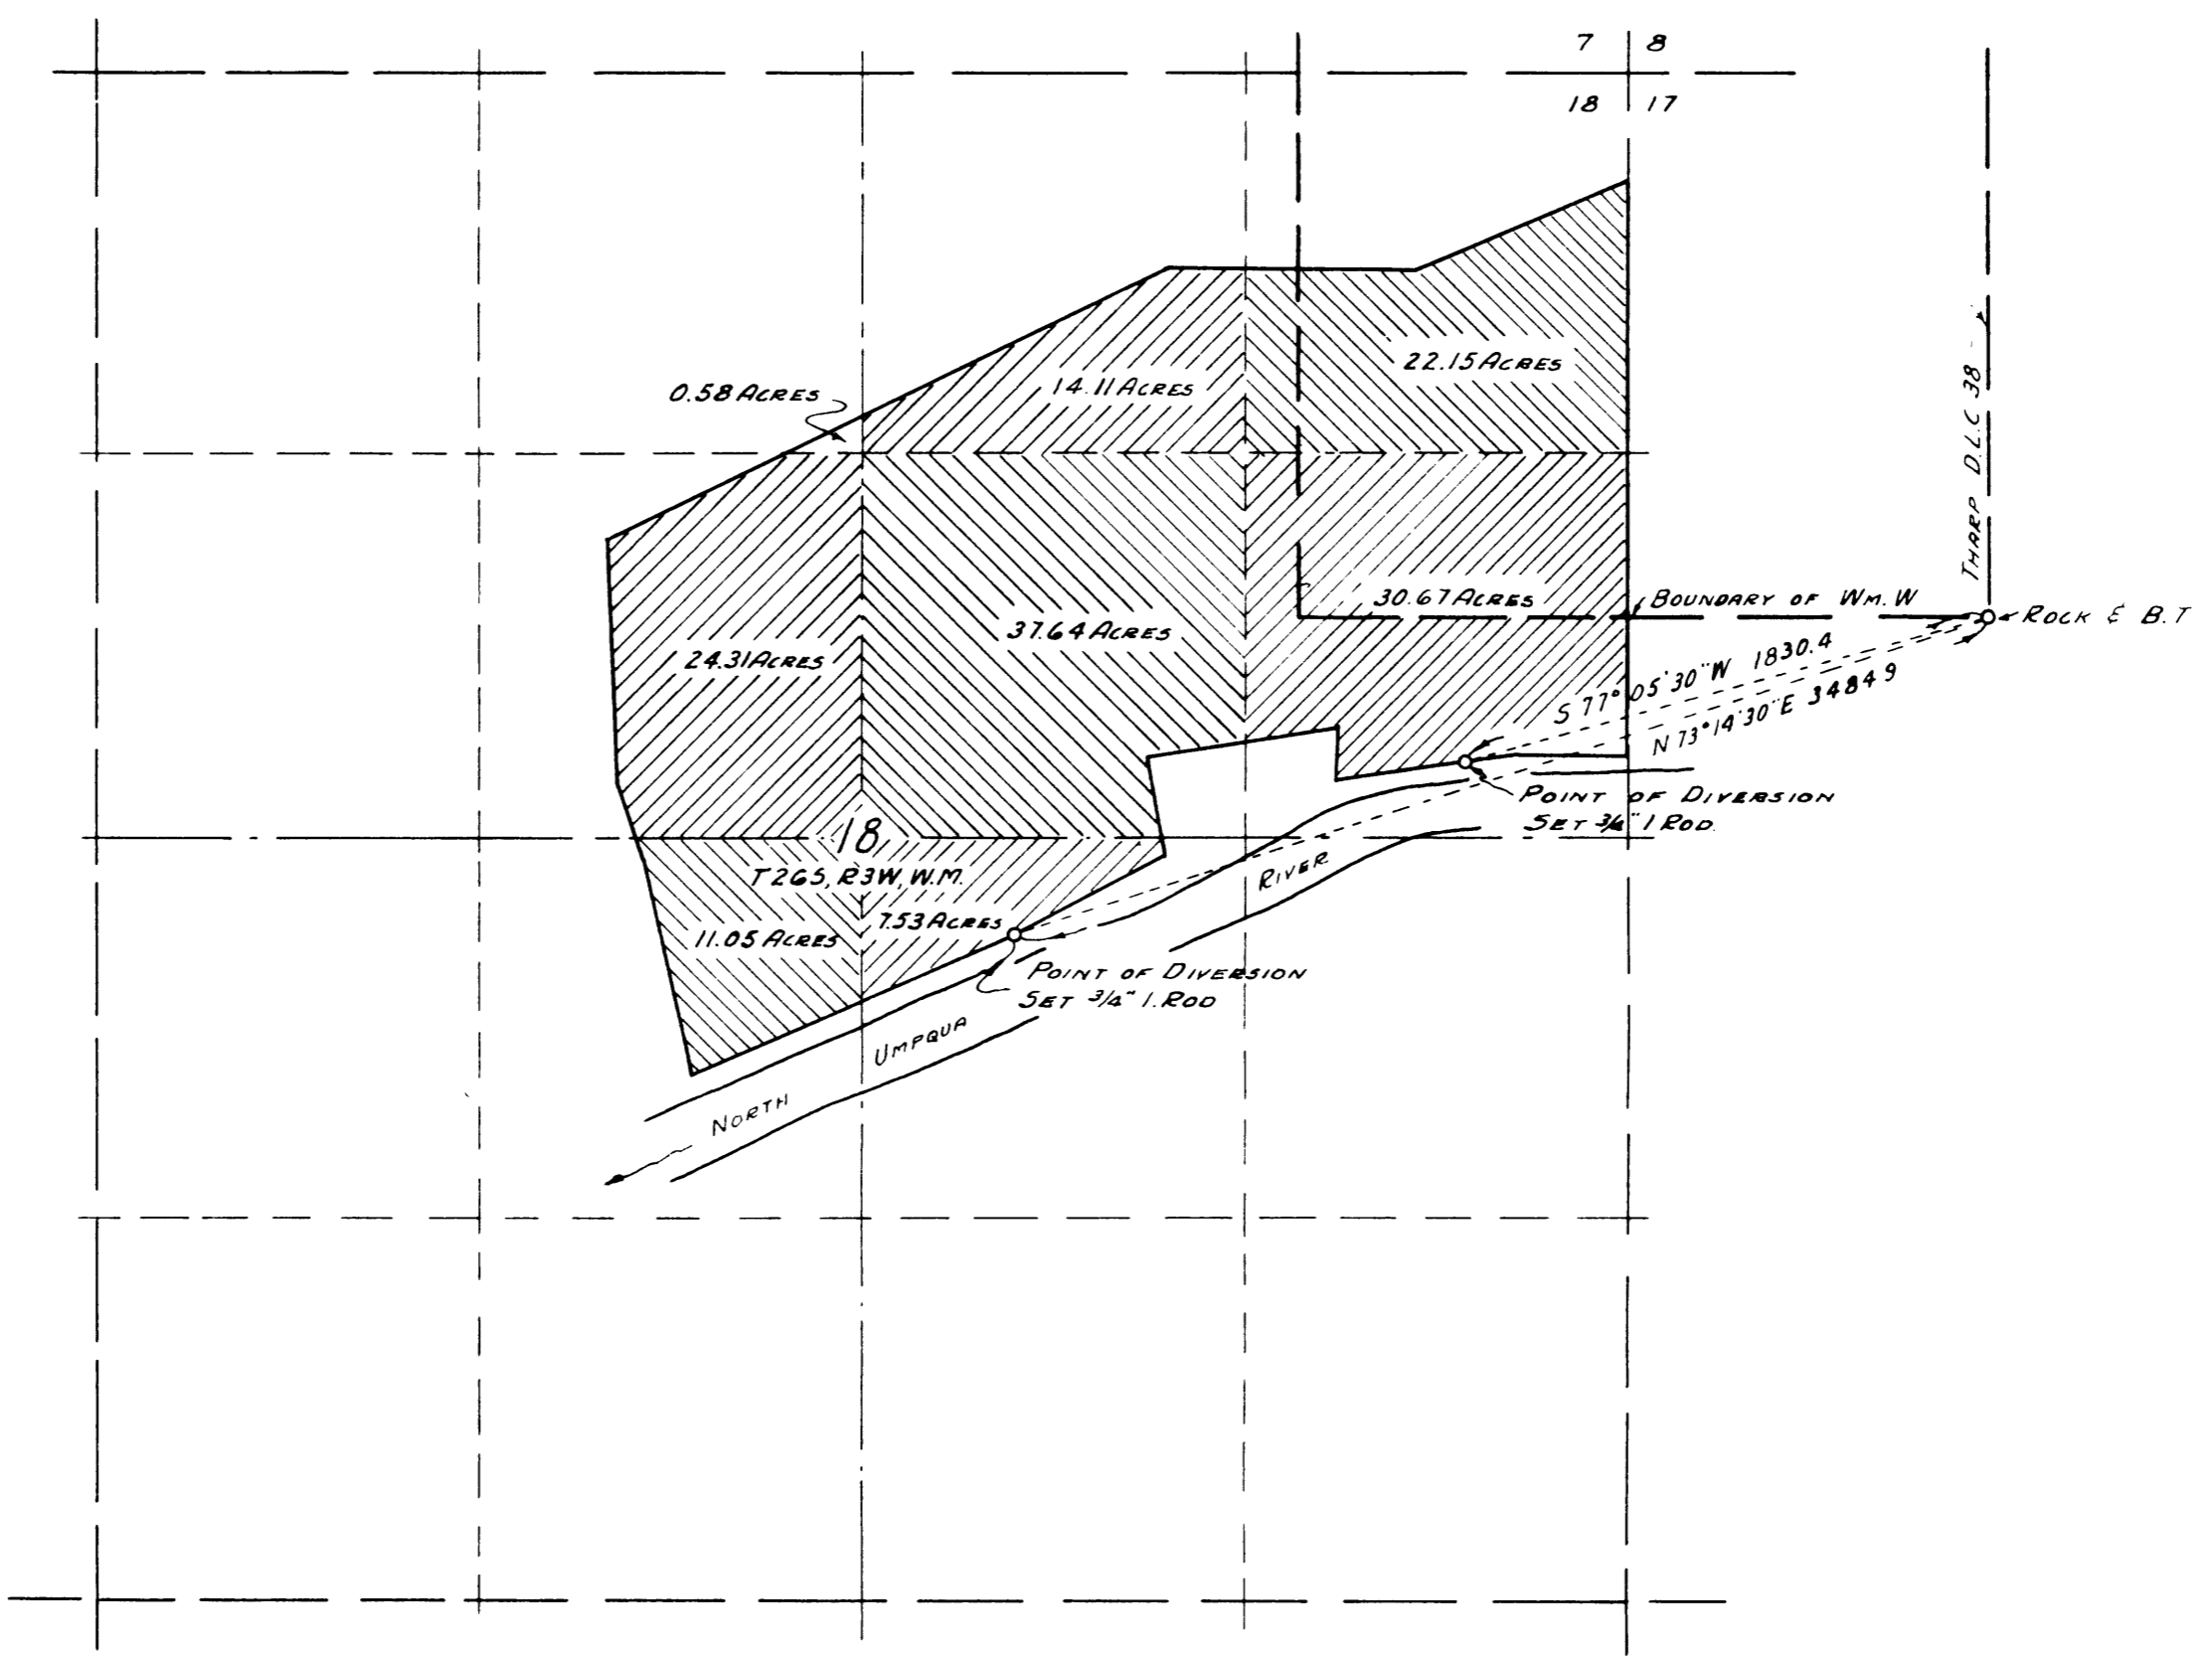 7 8
18 17
22.15 ACRES
14.11 ACRES
0.58 ACRES
THARP D.L.C 38
30.67 ACRES
BOUNDARY OF WM. W
ROCK & B.T
37.64 ACRES
24.31 ACRES
S 77° 05' 30" W 1830.4
N 73° 14' 30" E 3484 9
POINT OF DIVERSION
SET 3/4" I ROD.
18
T 26 S, R 3 W, W.M.
RIVER
7.53 ACRES
11.05 ACRES
POINT OF DIVERSION
SET 3/4" I. ROD
UMPQUA
NORTH